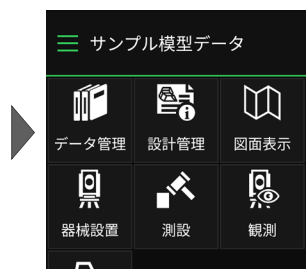 サンプル模型データ
データ管理 設計管理 図面表示
器械設置 測設 観測